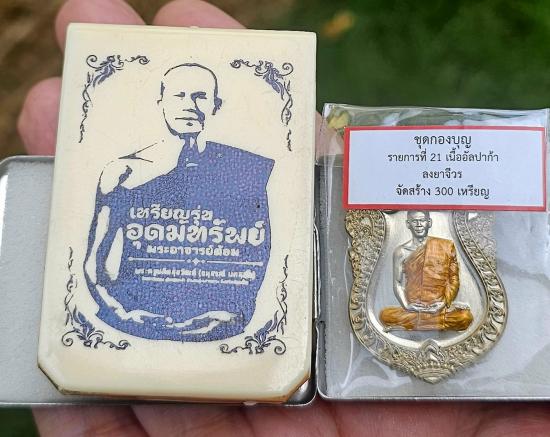 เหรียญรุ่น
อุดมทรัพย์
พระอาจารย์ต้อม
ชุดกองบุญ
รายการที่ 21 เนื้ออัลปาก้า
ลงยาจีวร
จัดสร้าง 300 เหรียญ